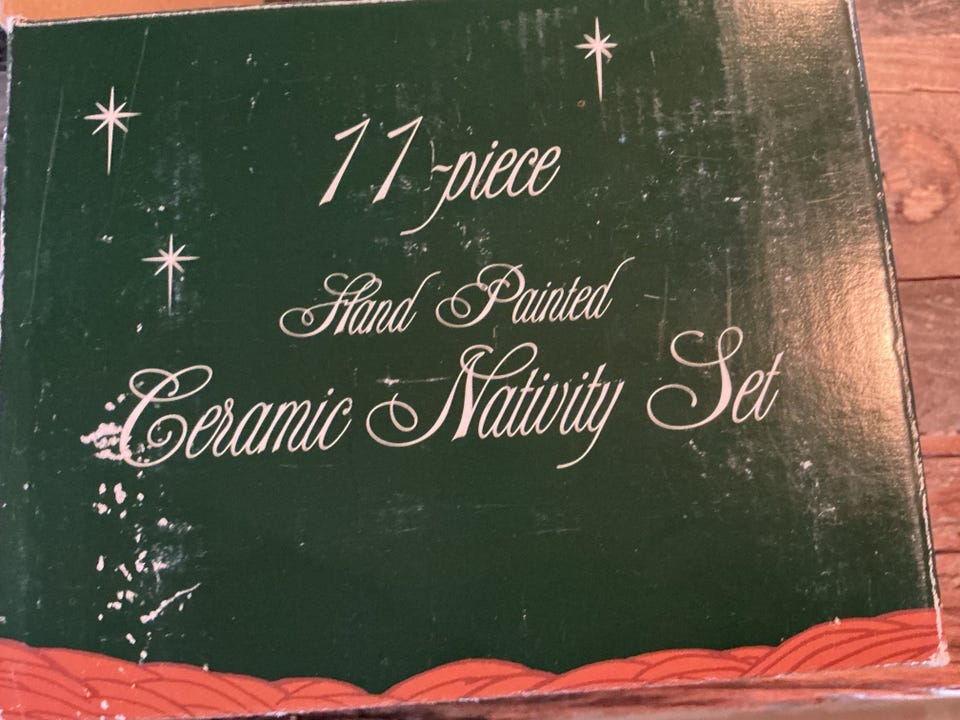 11-piece
Hand Painted
Ceramic Nativity Set